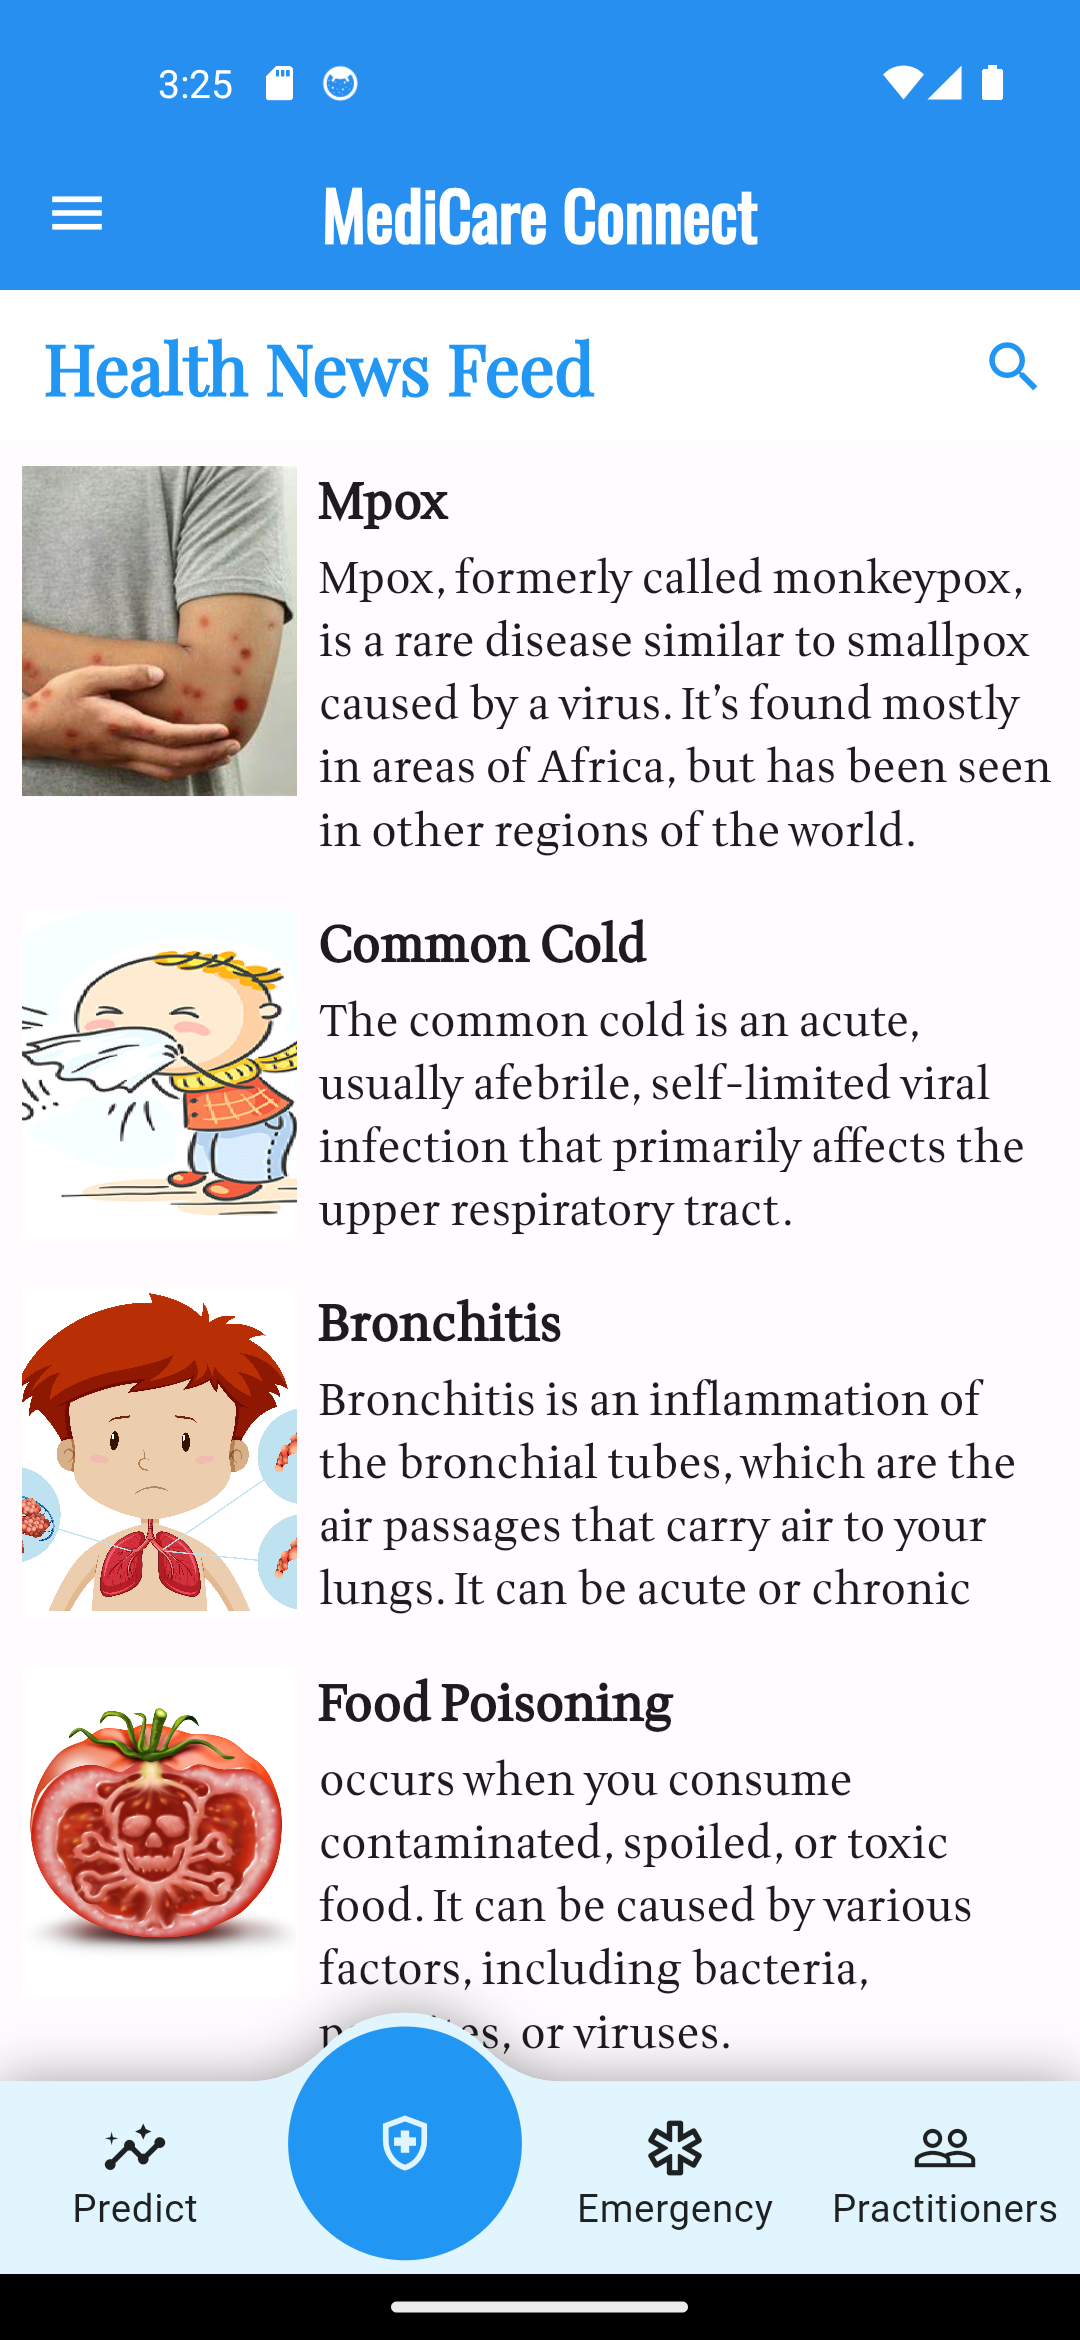 3:25
MediCare Connect
Health News Feed
Mpox
Mpox, formerly called monkeypox,
is a rare disease similar to smallpox
caused by a virus. It's found mostly
in areas of Africa, but has been seen
in other regions of the world.
Common Cold
The common cold is an acute,
usually afebrile, self-limited viral
infection that primarily affects the
upper respiratory tract.
Bronchitis
Bronchitis is an inflammation of
the bronchial tubes, which are the
air passages that carry air to your
lungs. It can be acute or chronic
Food Poisoning
occurs when you consume
contaminated, spoiled, or toxic
food. It can be caused by various
factors, including bacteria,
or viruses.
Predict
Emergency
Practitioners